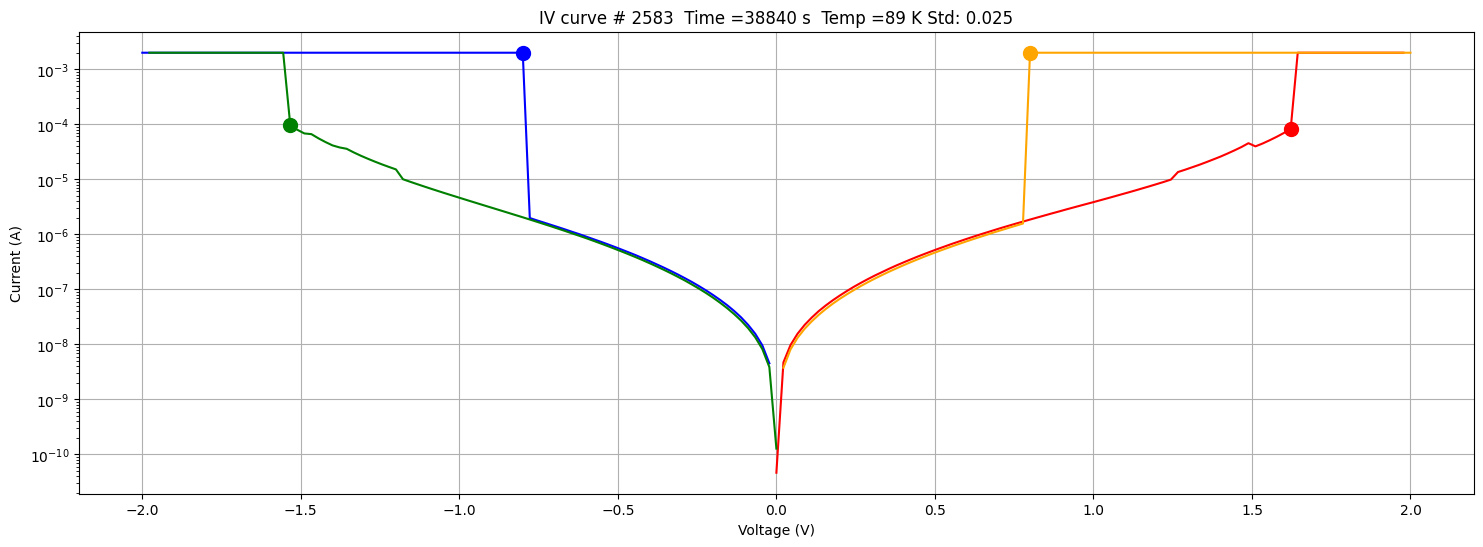 IV curve # 2583  Time =38840 s  Temp =89 K Std: 0.025
Current (A)
10⁻³
10⁻⁴
10⁻⁵
10⁻⁶
10⁻⁷
10⁻⁸
10⁻⁹
10⁻¹⁰
−2.0 −1.5 −1.0 −0.5 0.0 0.5 1.0 1.5 2.0
Voltage (V)